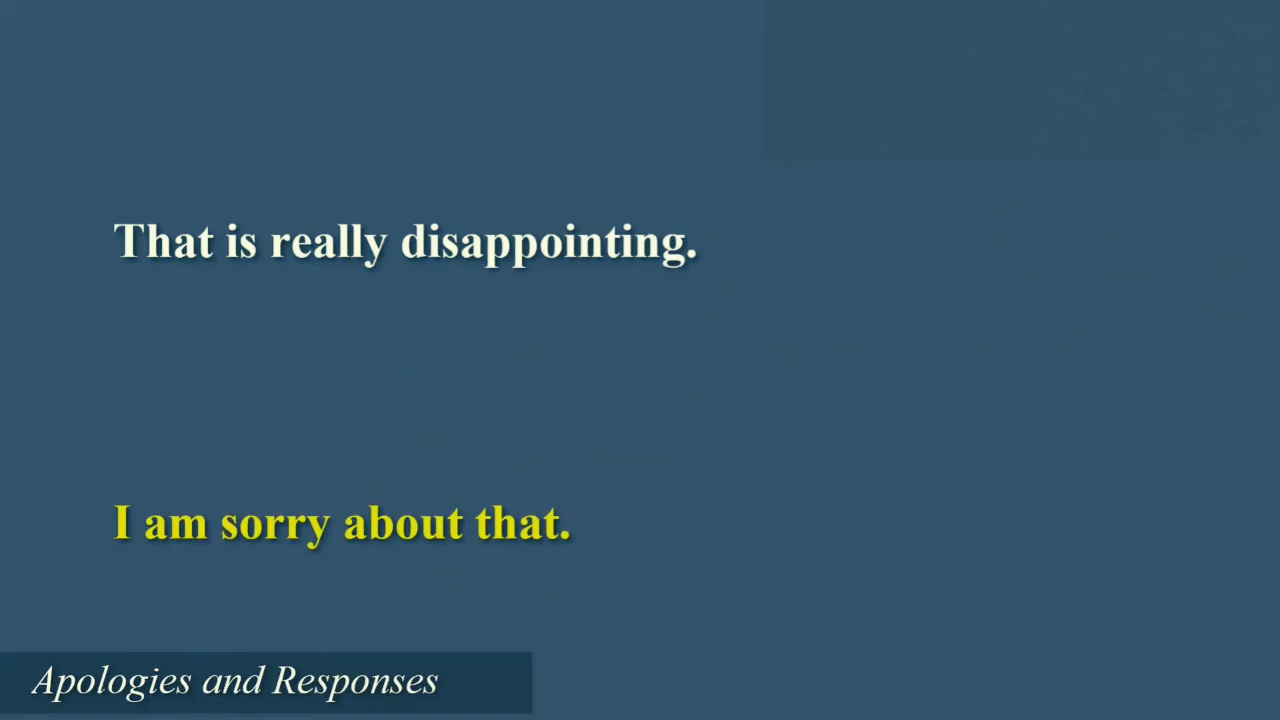 That is really disappointing.
I am sorry about that.
Apologies and Responses